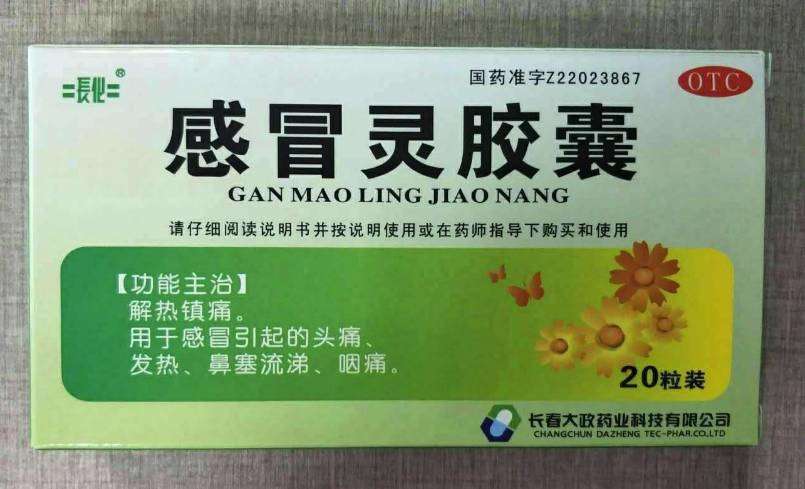 国药准字Z22023867
OTC
長化®
感冒灵胶囊
GAN MAO LING JIAO NANG
请仔细阅读说明书并按说明使用或在药师指导下购买和使用
【功能主治】
解热镇痛。
用于感冒引起的头痛、
发热、鼻塞流涕、咽痛。
20粒装
长春大政药业科技有限公司
CHANGCHUN DAZHENG TEC-PHAR.CO.LTD